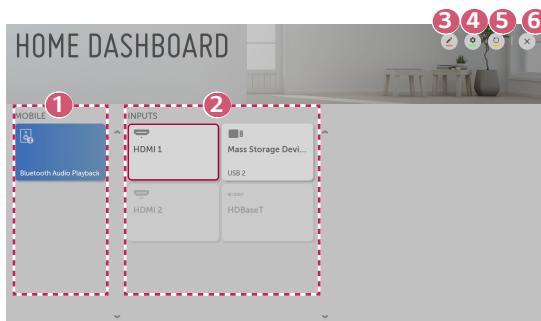 3 4 5 6
HOME DASHBOARD
1 2
MOBILE INPUTS
HDMI 1 Mass Storage Devi...
Bluetooth Audio Playback USB 2
HDMI 2 HDBaseT